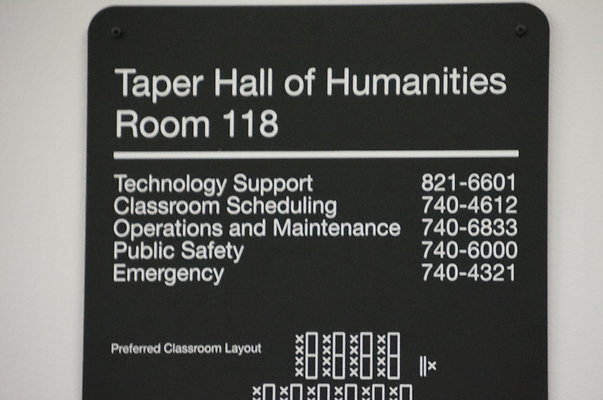 Taper Hall of Humanities
Room 118
Technology Support 821-6601
Classroom Scheduling 740-4612
Operations and Maintenance 740-6833
Public Safety 740-6000
Emergency 740-4321
Preferred Classroom Layout